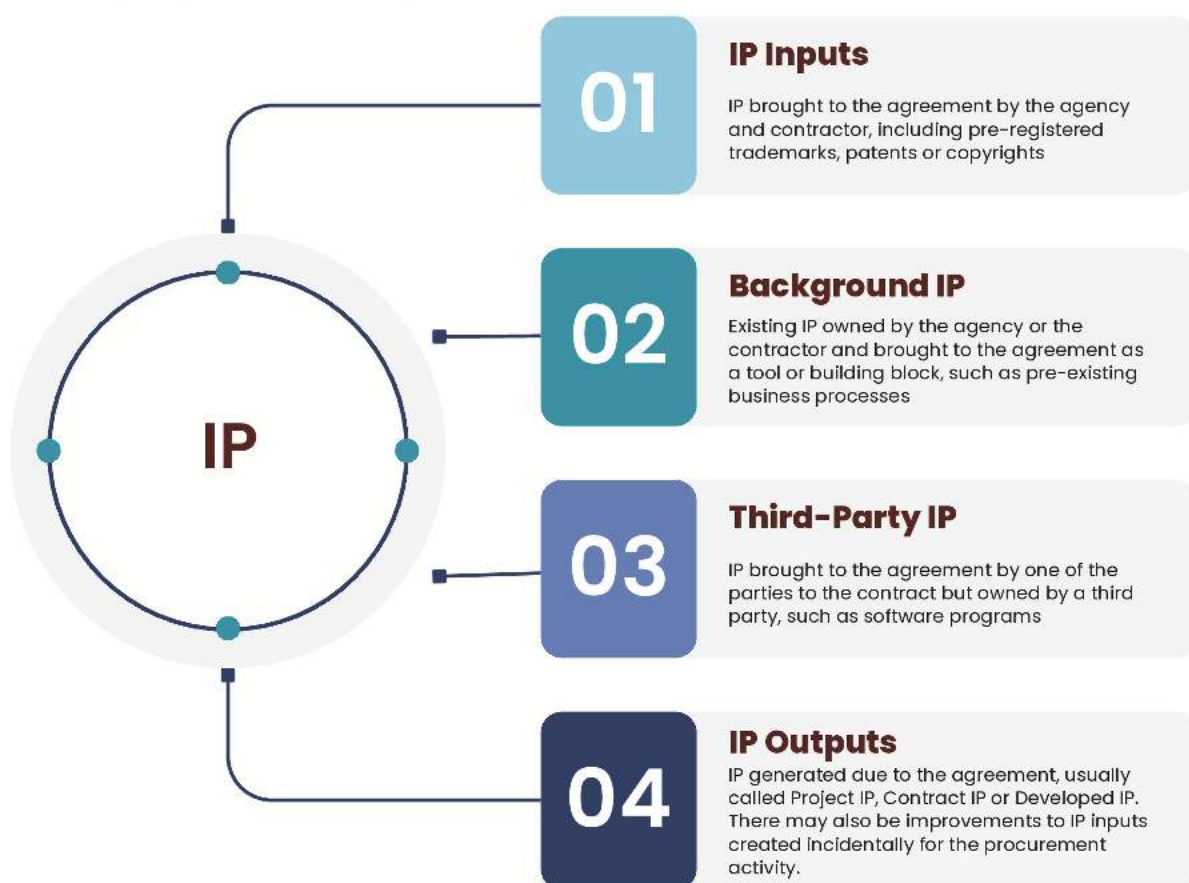 IP
01
IP Inputs
IP brought to the agreement by the agency
and contractor, including pre-registered
trademarks, patents or copyrights
02
Background IP
Existing IP owned by the agency or the
contractor and brought to the agreement as
a tool or building block, such as pre-existing
business processes
03
Third-Party IP
IP brought to the agreement by one of the
parties to the contract but owned by a third
party, such as software programs
04
IP Outputs
IP generated due to the agreement, usually
called Project IP, Contract IP or Developed IP.
There may also be improvements to IP inputs
created incidentally for the procurement
activity.